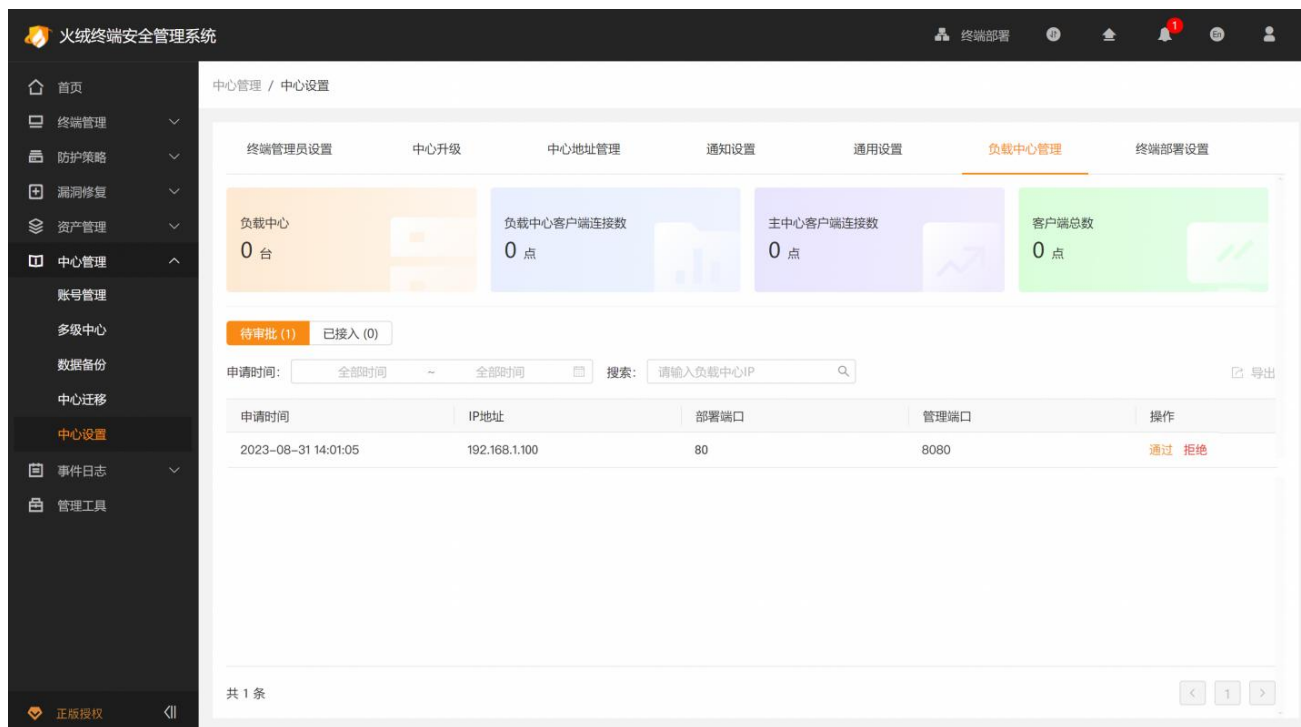 火绒终端安全管理系统
终端部署
1
En
首页
终端管理
防护策略
漏洞修复
资产管理
中心管理
账号管理
多级中心
数据备份
中心迁移
中心设置
事件日志
管理工具
正版授权
中心管理 / 中心设置
终端管理员设置 中心升级 中心地址管理 通知设置 通用设置 负载中心管理 终端部署设置
负载中心 负载中心客户端连接数 主中心客户端连接数 客户端总数
0 台 0 点 0 点 0 点
待审批 (1) 已接入 (0)
申请时间: 全部时间 ~ 全部时间 搜索: 请输入负载中心IP 导出
申请时间 IP地址 部署端口 管理端口 操作
2023-08-31 14:01:05 192.168.1.100 80 8080 通过 拒绝
共 1 条 < 1 >